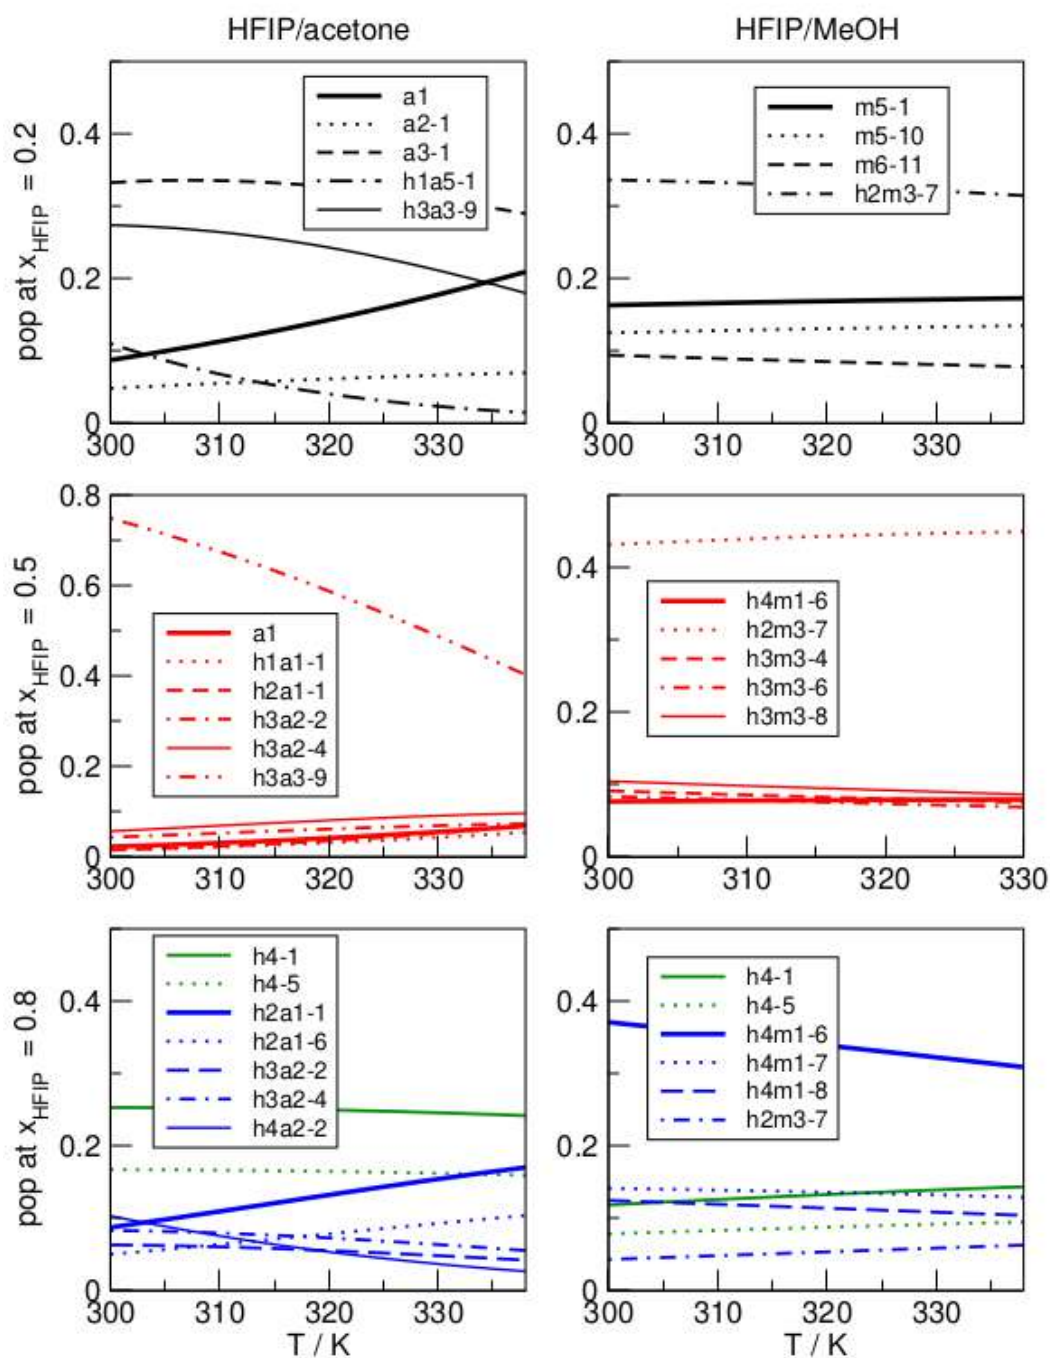 HFIP/acetone
HFIP/MeOH
pop at x_HFIP = 0.2
0.4
0.2
0
a1
a2-1
a3-1
h1a5-1
h3a3-9
300 310 320 330
0.4
0.2
0
m5-1
m5-10
m6-11
h2m3-7
300 310 320 330
pop at x_HFIP = 0.5
0.8
0.6
0.4
0.2
0
a1
h1a1-1
h2a1-1
h3a2-2
h3a2-4
h3a3-9
300 310 320 330
0.4
0.2
0
h4m1-6
h2m3-7
h3m3-4
h3m3-6
h3m3-8
300 310 320 330
pop at x_HFIP = 0.8
0.4
0.2
0
h4-1
h4-5
h2a1-1
h2a1-6
h3a2-2
h3a2-4
h4a2-2
300 310 320 330
T / K
0.4
0.2
0
h4-1
h4-5
h4m1-6
h4m1-7
h4m1-8
h2m3-7
300 310 320 330
T / K